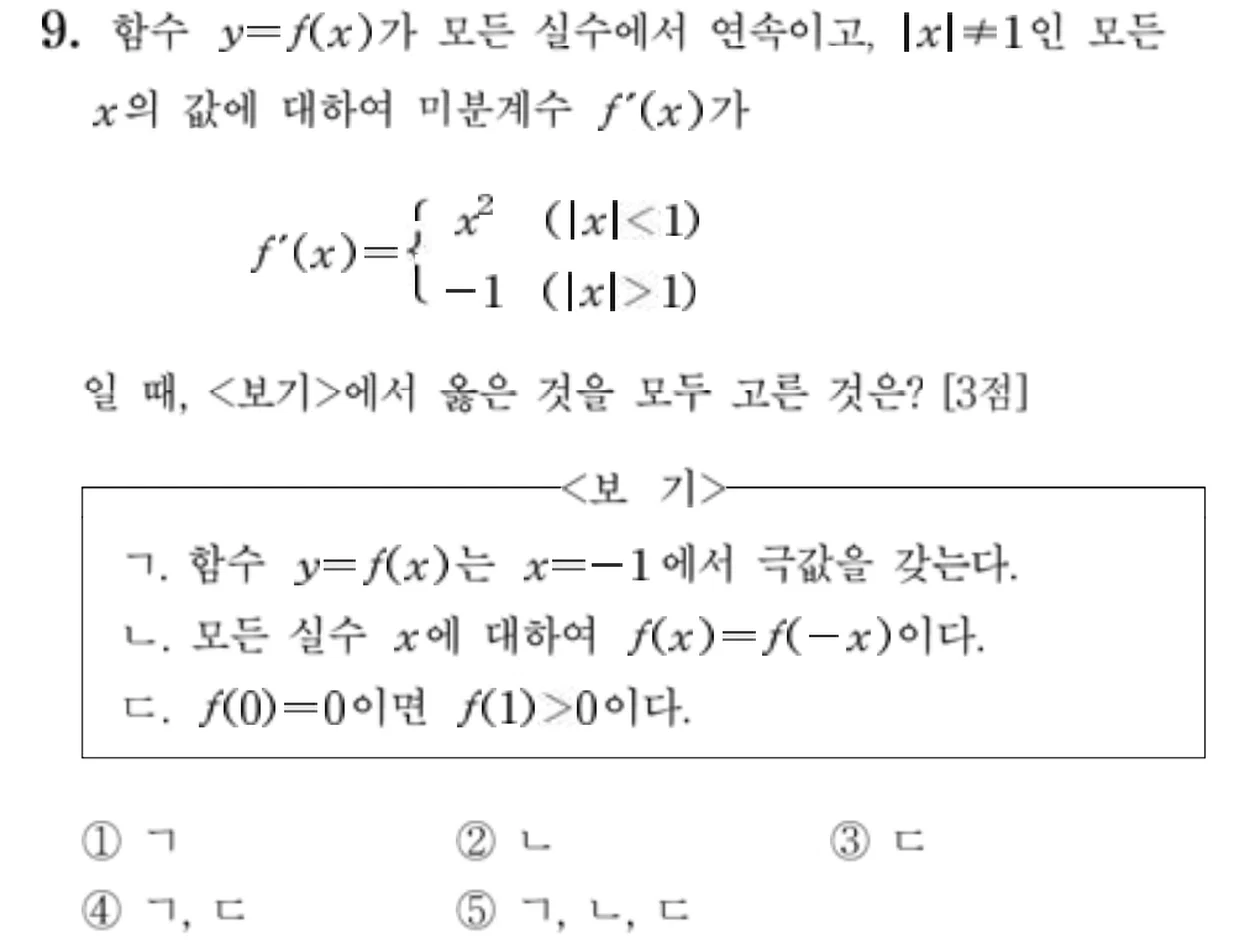 9. 함수 y=f(x)가 모든 실수에서 연속이고, |x|≠1인 모든
x의 값에 대하여 미분계수 f′(x)가
f′(x)={ x² (|x|<1)
-1 (|x|>1)
일 때, <보기>에서 옳은 것을 모두 고른 것은? [3점]
<보 기>
ㄱ. 함수 y=f(x)는 x=-1에서 극값을 갖는다.
ㄴ. 모든 실수 x에 대하여 f(x)=f(-x)이다.
ㄷ. f(0)=0이면 f(1)>0이다.
① ㄱ ② ㄴ ③ ㄷ
④ ㄱ, ㄷ ⑤ ㄱ, ㄴ, ㄷ